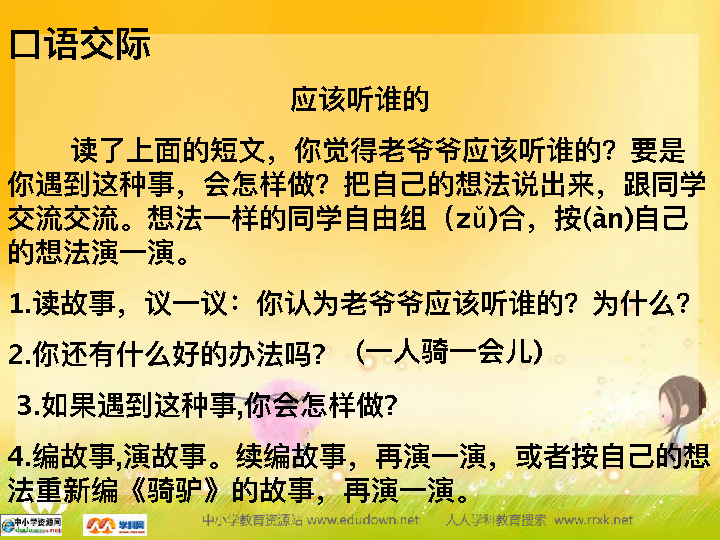 口语交际
应该听谁的
读了上面的短文，你觉得老爷爷应该听谁的？要是
你遇到这种事，会怎样做？把自己的想法说出来，跟同学
交流交流。想法一样的同学自由组（zǔ)合，按(àn)自己
的想法演一演。
1.读故事，议一议：你认为老爷爷应该听谁的？为什么？
2.你还有什么好的办法吗？（一人骑一会儿）
3.如果遇到这种事,你会怎样做？
4.编故事,演故事。续编故事，再演一演，或者按自己的想
法重新编《骑驴》的故事，再演一演。
中小学资源网 学科网 中小学教育资源站 www.edudown.net 人人学科教育搜索 www.rrxk.net